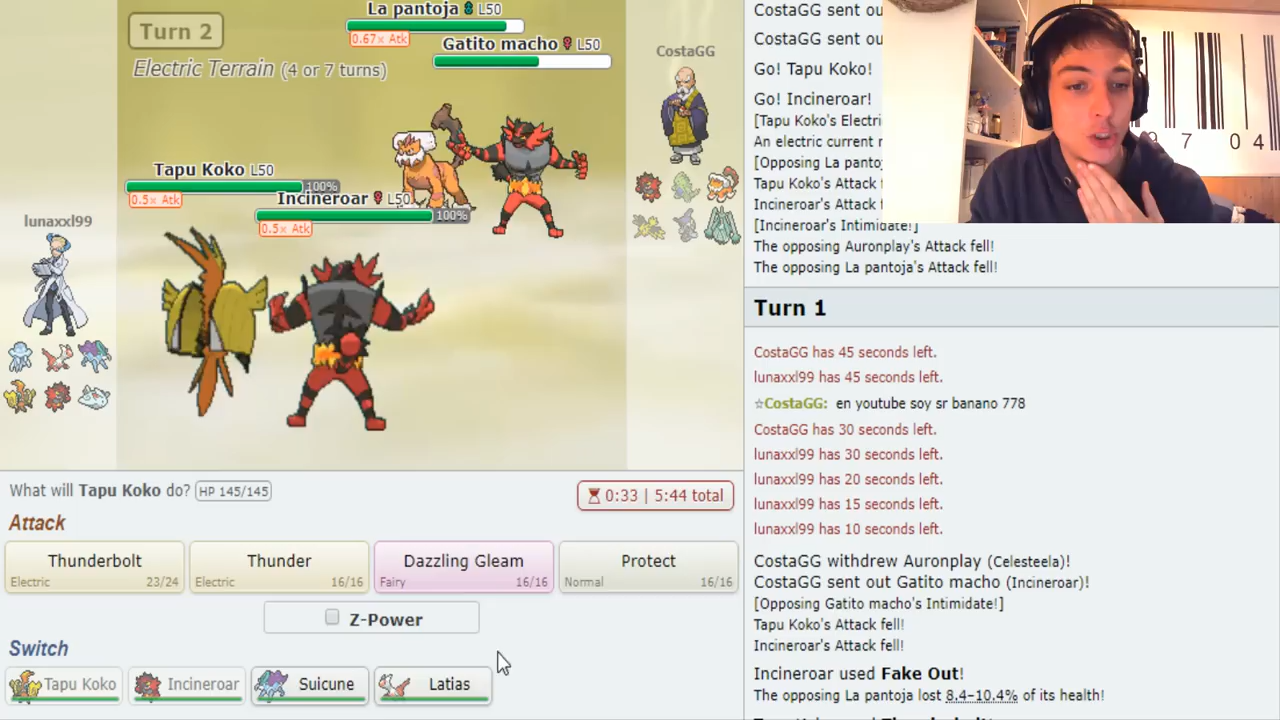 Turn 2
Electric Terrain (4 or 7 turns)
La pantoja L50
0.67x Atk
Gatito macho L50
CostaGG
Tapu Koko L50
100%
0.5x Atk
Incineroar L50
100%
0.5x Atk
lunaxxl99
What will Tapu Koko do? HP 145/145
0:33 | 5:44 total
Attack
Thunderbolt
Electric 23/24
Thunder
Electric 16/16
Dazzling Gleam
Fairy 16/16
Protect
Normal 16/16
Z-Power
Switch
Tapu Koko
Incineroar
Suicune
Latias
CostaGG sent ou
CostaGG sent ou
Go! Tapu Koko!
Go! Incineroar!
[Tapu Koko's Electri
An electric current r
[Opposing La panto
Tapu Koko's Attack f
Incineroar's Attack f
[Incineroar's Intimidate!]
The opposing Auronplay's Attack fell!
The opposing La pantoja's Attack fell!
Turn 1
CostaGG has 45 seconds left.
lunaxxl99 has 45 seconds left.
☆CostaGG: en youtube soy sr banano 778
CostaGG has 30 seconds left.
lunaxxl99 has 30 seconds left.
lunaxxl99 has 20 seconds left.
lunaxxl99 has 15 seconds left.
lunaxxl99 has 10 seconds left.
CostaGG withdrew Auronplay (Celesteela)!
CostaGG sent out Gatito macho (Incineroar)!
[Opposing Gatito macho's Intimidate!]
Tapu Koko's Attack fell!
Incineroar's Attack fell!
Incineroar used Fake Out!
The opposing La pantoja lost 8.4–10.4% of its health!
9 7 0 4